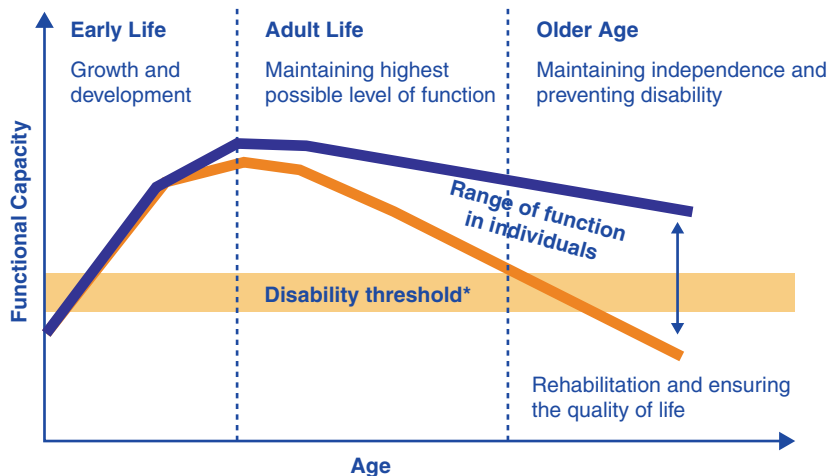 Early Life
Growth and
development
Adult Life
Maintaining highest
possible level of function
Older Age
Maintaining independence and
preventing disability
Functional Capacity
Range of function
in individuals
Disability threshold*
Rehabilitation and ensuring
the quality of life
Age